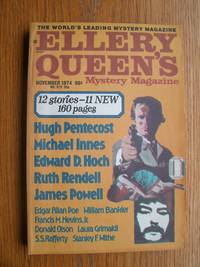 THE WORLD'S LEADING MYSTERY MAGAZINE
ELLERY
QUEEN'S
NOVEMBER 1974
Mystery Magazine
12 stories—11 NEW
160 pages
Hugh Pentecost
Michael Innes
Edward D. Hoch
Ruth Rendell
James Powell
Edgar Allan Poe William Bankier
Francis M. Nevins, Jr.
Donald Olson Laura Grimaldi
S.S. Rafferty Stanley F. Withe